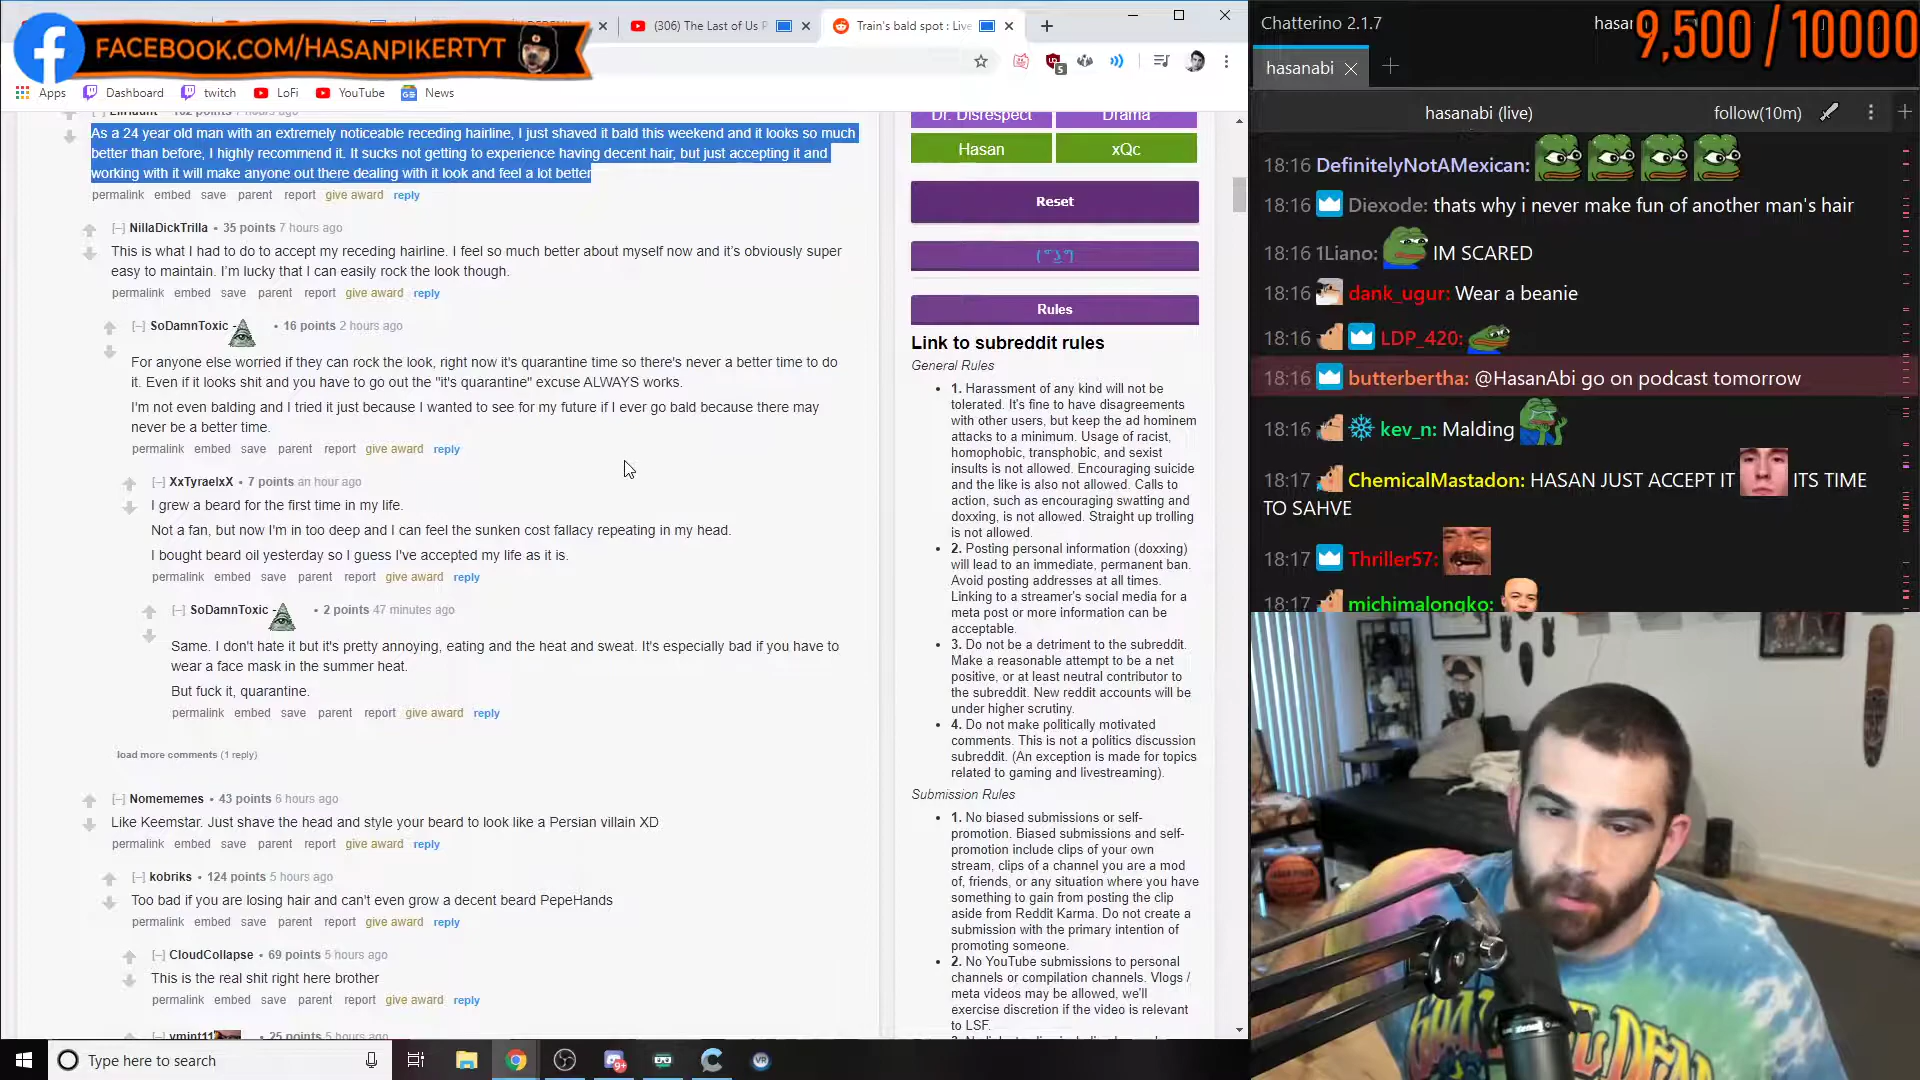 (306) The Last of Us P
Train's bald spot : Live
FACEBOOK.COM/HASANPIKERTYT
Apps
Dashboard
twitch
LoFi
YouTube
News
As a 24 year old man with an extremely noticeable receding hairline, I just shaved it bald this weekend and it looks so much
better than before, I highly recommend it. It sucks not getting to experience having decent hair, but just accepting it and
working with it will make anyone out there dealing with it look and feel a lot better
permalink embed save parent report give award reply
[–] NillaDickTrilla • 35 points 7 hours ago
This is what I had to do to accept my receding hairline. I feel so much better about myself now and it's obviously super
easy to maintain. I'm lucky that I can easily rock the look though.
permalink embed save parent report give award reply
[–] SoDamnToxic - • 16 points 2 hours ago
For anyone else worried if they can rock the look, right now it's quarantine time so there's never a better time to do
it. Even if it looks shit and you have to go out the "it's quarantine" excuse ALWAYS works.
I'm not even balding and I tried it just because I wanted to see for my future if I ever go bald because there may
never be a better time.
permalink embed save parent report give award reply
[–] XxTyraelxX • 7 points an hour ago
I grew a beard for the first time in my life.
Not a fan, but now I'm in too deep and I can feel the sunken cost fallacy repeating in my head.
I bought beard oil yesterday so I guess I've accepted my life as it is.
permalink embed save parent report give award reply
[–] SoDamnToxic - • 2 points 47 minutes ago
Same. I don't hate it but it's pretty annoying, eating and the heat and sweat. It's especially bad if you have to
wear a face mask in the summer heat.
But fuck it, quarantine.
permalink embed save parent report give award reply
load more comments (1 reply)
[–] Nomememes • 43 points 6 hours ago
Like Keemstar. Just shave the head and style your beard to look like a Persian villain XD
permalink embed save parent report give award reply
[–] kobriks • 124 points 5 hours ago
Too bad if you are losing hair and can't even grow a decent beard PepeHands
permalink embed save parent report give award reply
[–] CloudCollapse • 69 points 5 hours ago
This is the real shit right here brother
permalink embed save parent report give award reply
• 25 points 5 hours ago
Dr. Disrespect
Drama
Hasan
xQc
Reset
( ͡° ͜ʖ ͡°)
Rules
Link to subreddit rules
General Rules
• 1. Harassment of any kind will not be
tolerated. It's fine to have disagreements
with other users, but keep the ad hominem
attacks to a minimum. Usage of racist,
homophobic, transphobic, and sexist
insults is not allowed. Encouraging suicide
and the like is also not allowed. Calls to
action, such as encouraging swatting and
doxxing, is not allowed. Straight up trolling
is not allowed.
• 2. Posting personal information (doxxing)
will lead to an immediate, permanent ban.
Avoid posting addresses at all times.
Linking to a streamer's social media for a
meta post or more information can be
acceptable.
• 3. Do not be a detriment to the subreddit.
Make a reasonable attempt to be a net
positive, or at least neutral contributor to
the subreddit. New reddit accounts will be
under higher scrutiny.
• 4. Do not make politically motivated
comments. This is not a politics discussion
subreddit. (An exception is made for topics
related to gaming and livestreaming).
Submission Rules
• 1. No biased submissions or self-
promotion. Biased submissions and self-
promotion include clips of your own
stream, clips of a channel you are a mod
of, friends, or any situation where you have
something to gain from posting the clip
aside from Reddit Karma. Do not create a
submission with the primary intention of
promoting someone.
• 2. No YouTube submissions to personal
channels or compilation channels. Vlogs /
meta videos may be allowed, we'll
exercise discretion if the video is relevant
to LSF.
Type here to search
Chatterino 2.1.7
hasan
9,500 / 10000
hasanabi
hasanabi (live)
follow(10m)
18:16 DefinitelyNotAMexican:
18:16 Diexode: thats why i never make fun of another man's hair
18:16 1Liano: IM SCARED
18:16 dank_ugur: Wear a beanie
18:16 LDP_420:
18:16 butterbertha: @HasanAbi go on podcast tomorrow
18:16 kev_n: Malding
18:17 ChemicalMastadon: HASAN JUST ACCEPT IT ITS TIME
TO SAHVE
18:17 Thriller57:
18:17 michimalongko: